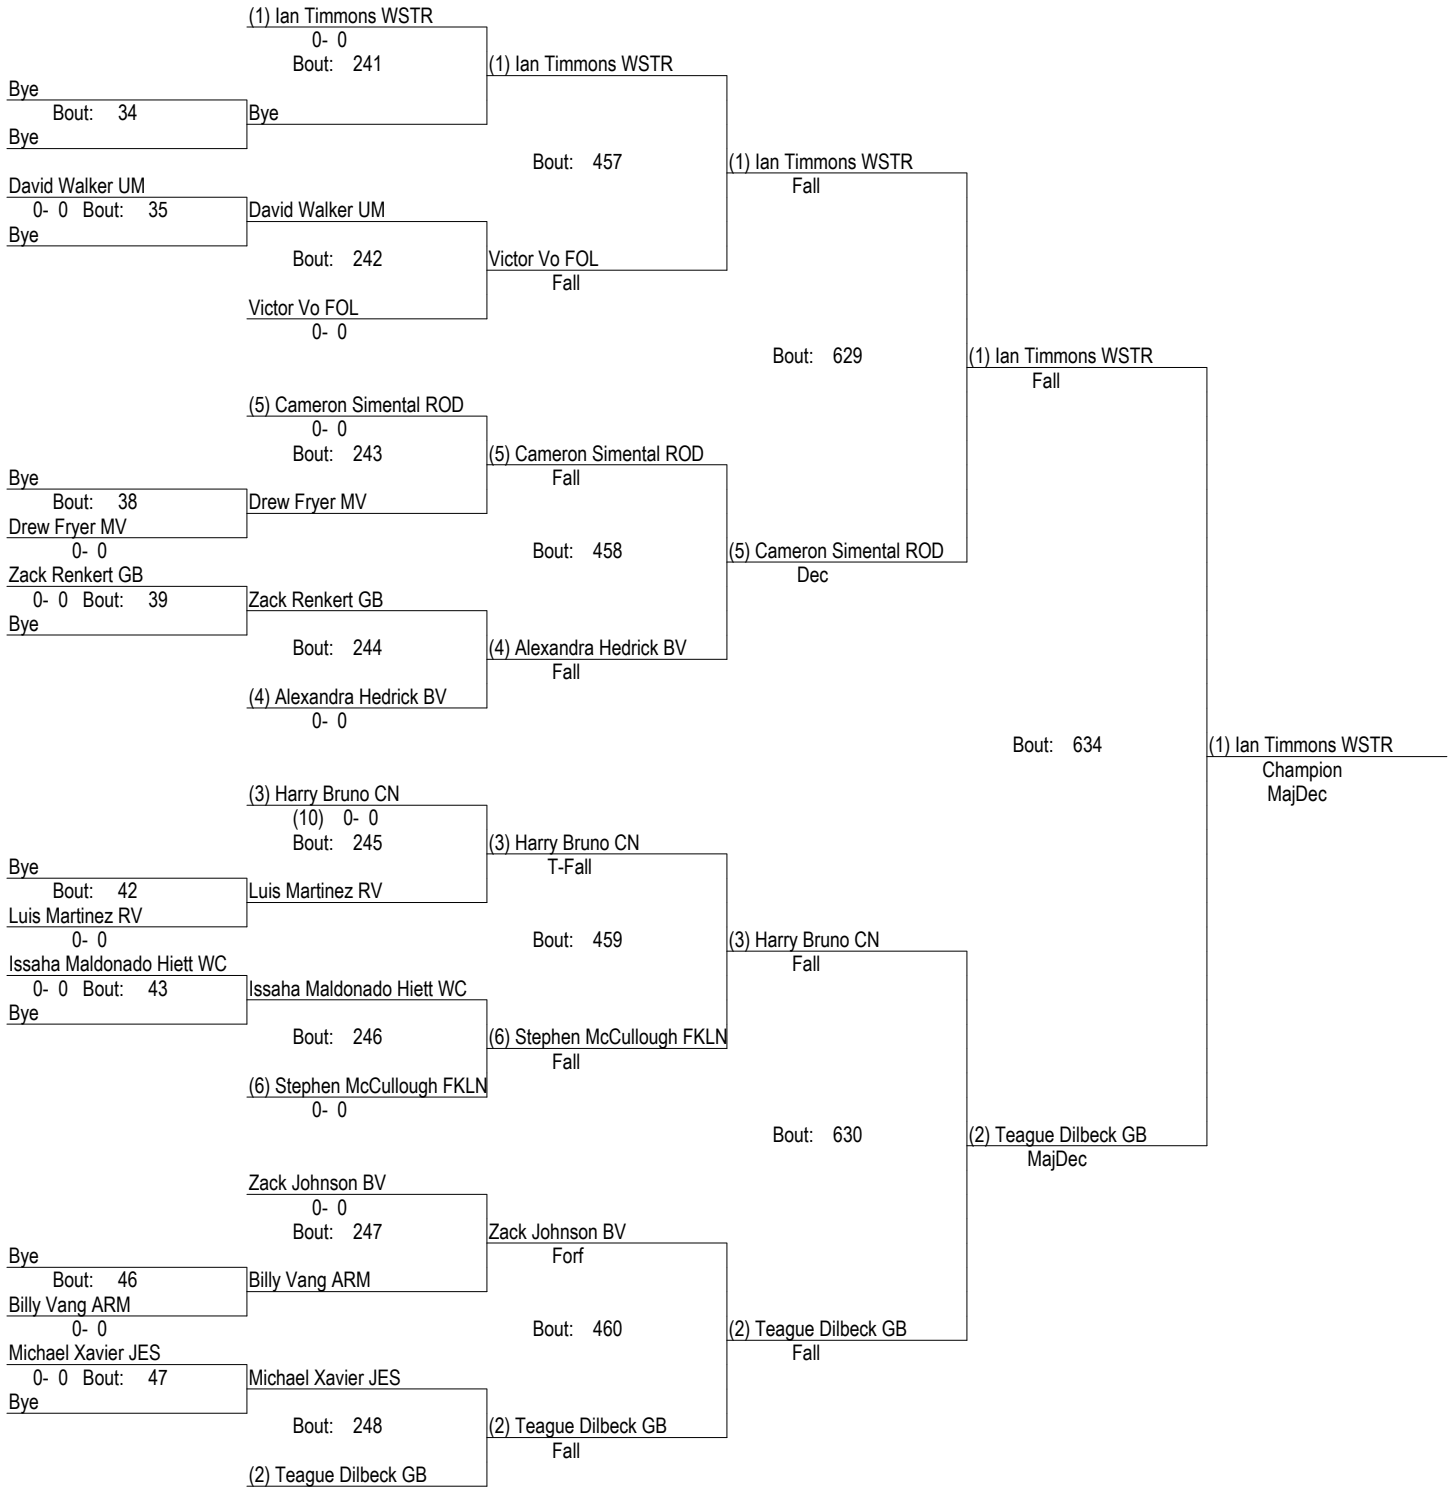 (1) Ian Timmons WSTR
0- 0
Bout: 241
(1) Ian Timmons WSTR
Bye
Bout: 34
Bye
Bye
Bout: 457
(1) Ian Timmons WSTR
Fall
David Walker UM
0- 0 Bout: 35
David Walker UM
Bye
Bout: 242
Victor Vo FOL
Fall
Victor Vo FOL
0- 0
Bout: 629
(1) Ian Timmons WSTR
Fall
(5) Cameron Simental ROD
0- 0
Bout: 243
(5) Cameron Simental ROD
Fall
Bye
Bout: 38
Drew Fryer MV
Drew Fryer MV
0- 0
Bout: 458
(5) Cameron Simental ROD
Dec
Zack Renkert GB
0- 0 Bout: 39
Zack Renkert GB
Bye
Bout: 244
(4) Alexandra Hedrick BV
Fall
(4) Alexandra Hedrick BV
0- 0
Bout: 634
(1) Ian Timmons WSTR
Champion
MajDec
(3) Harry Bruno CN
(10) 0- 0
Bout: 245
(3) Harry Bruno CN
T-Fall
Bye
Bout: 42
Luis Martinez RV
Luis Martinez RV
0- 0
Bout: 459
(3) Harry Bruno CN
Fall
Issaha Maldonado Hiett WC
0- 0 Bout: 43
Issaha Maldonado Hiett WC
Bye
Bout: 246
(6) Stephen McCullough FKLN
Fall
(6) Stephen McCullough FKLN
0- 0
Bout: 630
(2) Teague Dilbeck GB
MajDec
Zack Johnson BV
0- 0
Bout: 247
Zack Johnson BV
Forf
Bye
Bout: 46
Billy Vang ARM
Billy Vang ARM
0- 0
Bout: 460
(2) Teague Dilbeck GB
Fall
Michael Xavier JES
0- 0 Bout: 47
Michael Xavier JES
Bye
Bout: 248
(2) Teague Dilbeck GB
Fall
(2) Teague Dilbeck GB